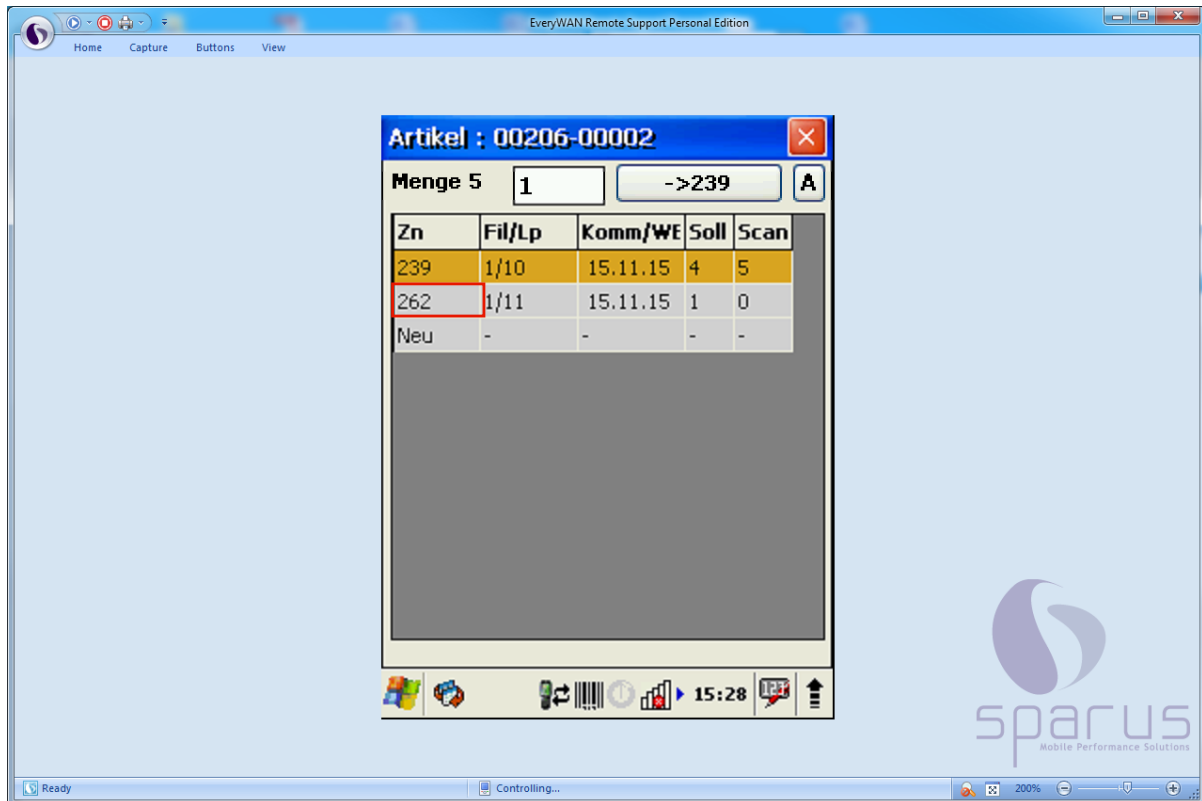 EveryWAN Remote Support Personal Edition
Home Capture Buttons View
Artikel : 00206-00002
Menge 5 1 ->239 A
Zn Fil/Lp Komm/WE Soll Scan
239 1/10 15.11.15 4 5
262 1/11 15.11.15 1 0
Neu - - - -
15:28 123
sparus
Mobile Performance Solutions
Ready Controlling... 200%